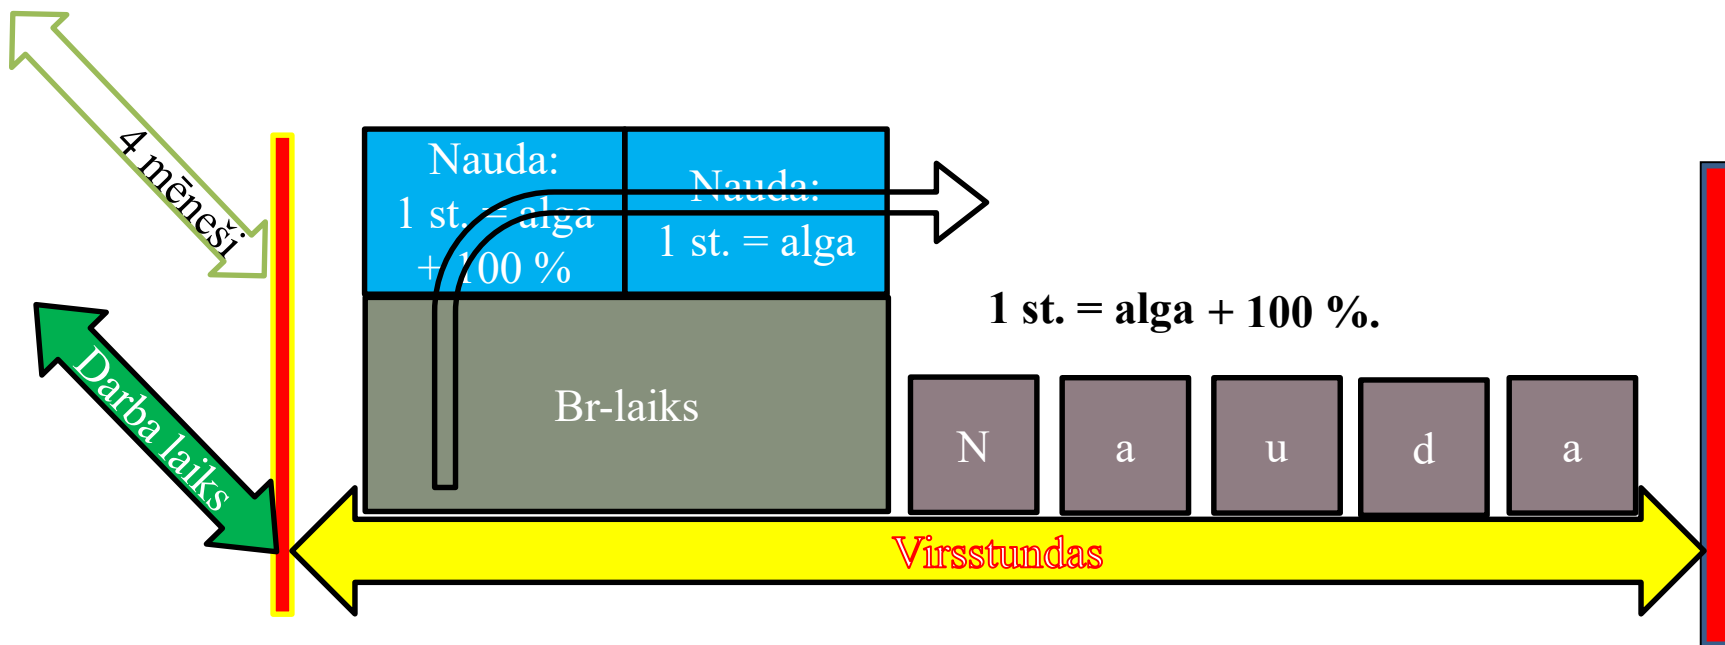 4 mēneši
Nauda:
1 st. = alga
+ 100 %
Nauda:
1 st. = alga
1 st. = alga + 100 %.
Darba laiks
Br-laiks
N a u d a
Virsstundas